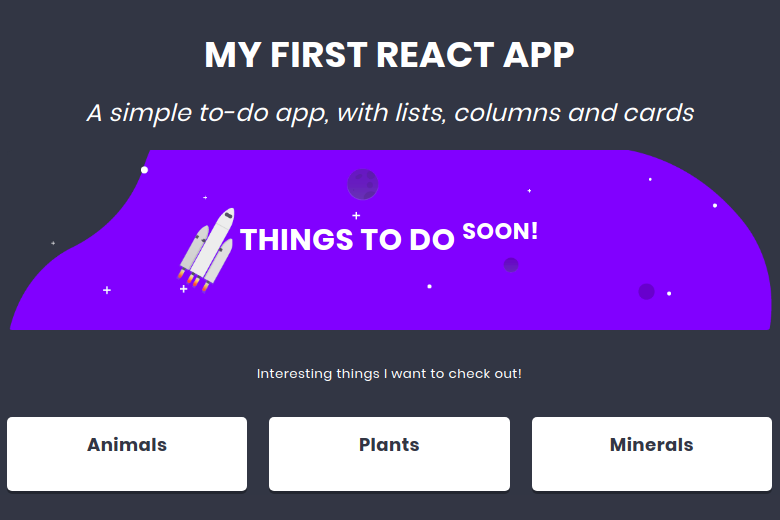 MY FIRST REACT APP
A simple to-do app, with lists, columns and cards
THINGS TO DO SOON!
Interesting things I want to check out!
Animals
Plants
Minerals